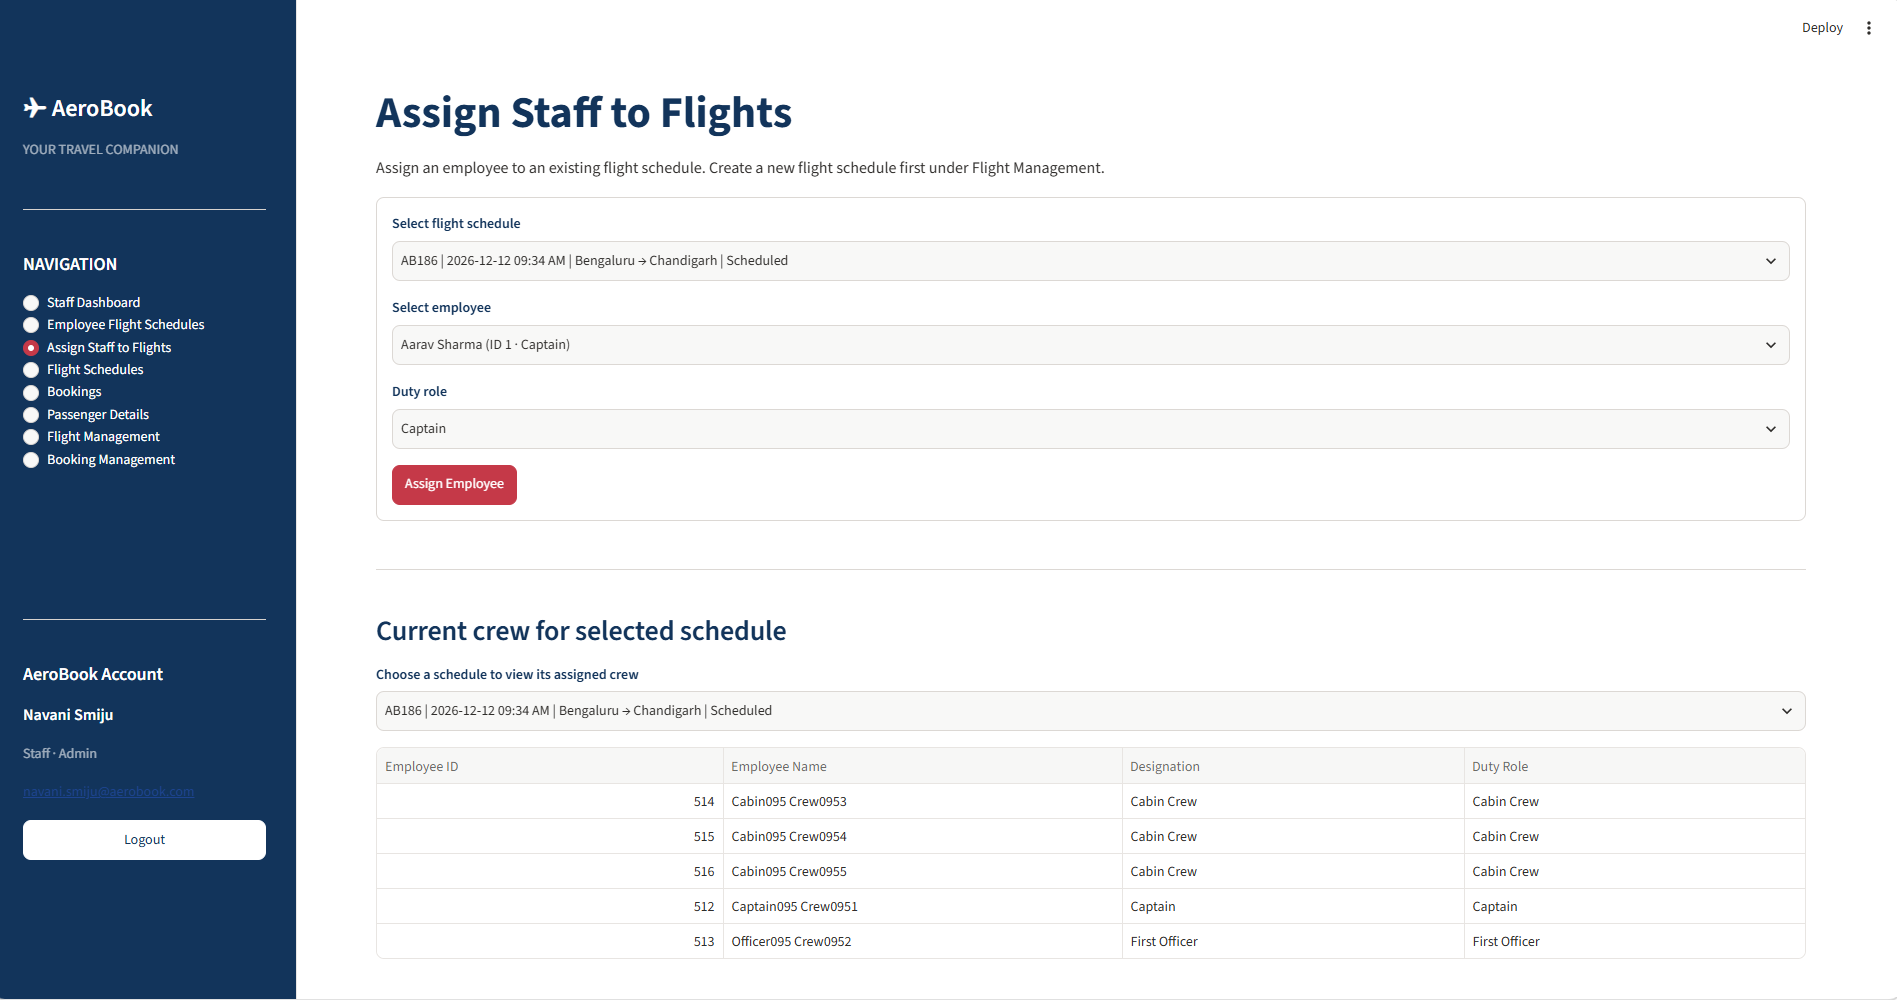 Deploy
AeroBook
YOUR TRAVEL COMPANION
NAVIGATION
Staff Dashboard
Employee Flight Schedules
Assign Staff to Flights
Flight Schedules
Bookings
Passenger Details
Flight Management
Booking Management
AeroBook Account
Navani Smiju
Staff · Admin
navani.smiju@aerobook.com
Logout
Assign Staff to Flights
Assign an employee to an existing flight schedule. Create a new flight schedule first under Flight Management.
Select flight schedule
AB186 | 2026-12-12 09:34 AM | Bengaluru → Chandigarh | Scheduled
Select employee
Aarav Sharma (ID 1 · Captain)
Duty role
Captain
Assign Employee
Current crew for selected schedule
Choose a schedule to view its assigned crew
AB186 | 2026-12-12 09:34 AM | Bengaluru → Chandigarh | Scheduled
Employee ID Employee Name Designation Duty Role
514 Cabin095 Crew0953 Cabin Crew Cabin Crew
515 Cabin095 Crew0954 Cabin Crew Cabin Crew
516 Cabin095 Crew0955 Cabin Crew Cabin Crew
512 Captain095 Crew0951 Captain Captain
513 Officer095 Crew0952 First Officer First Officer